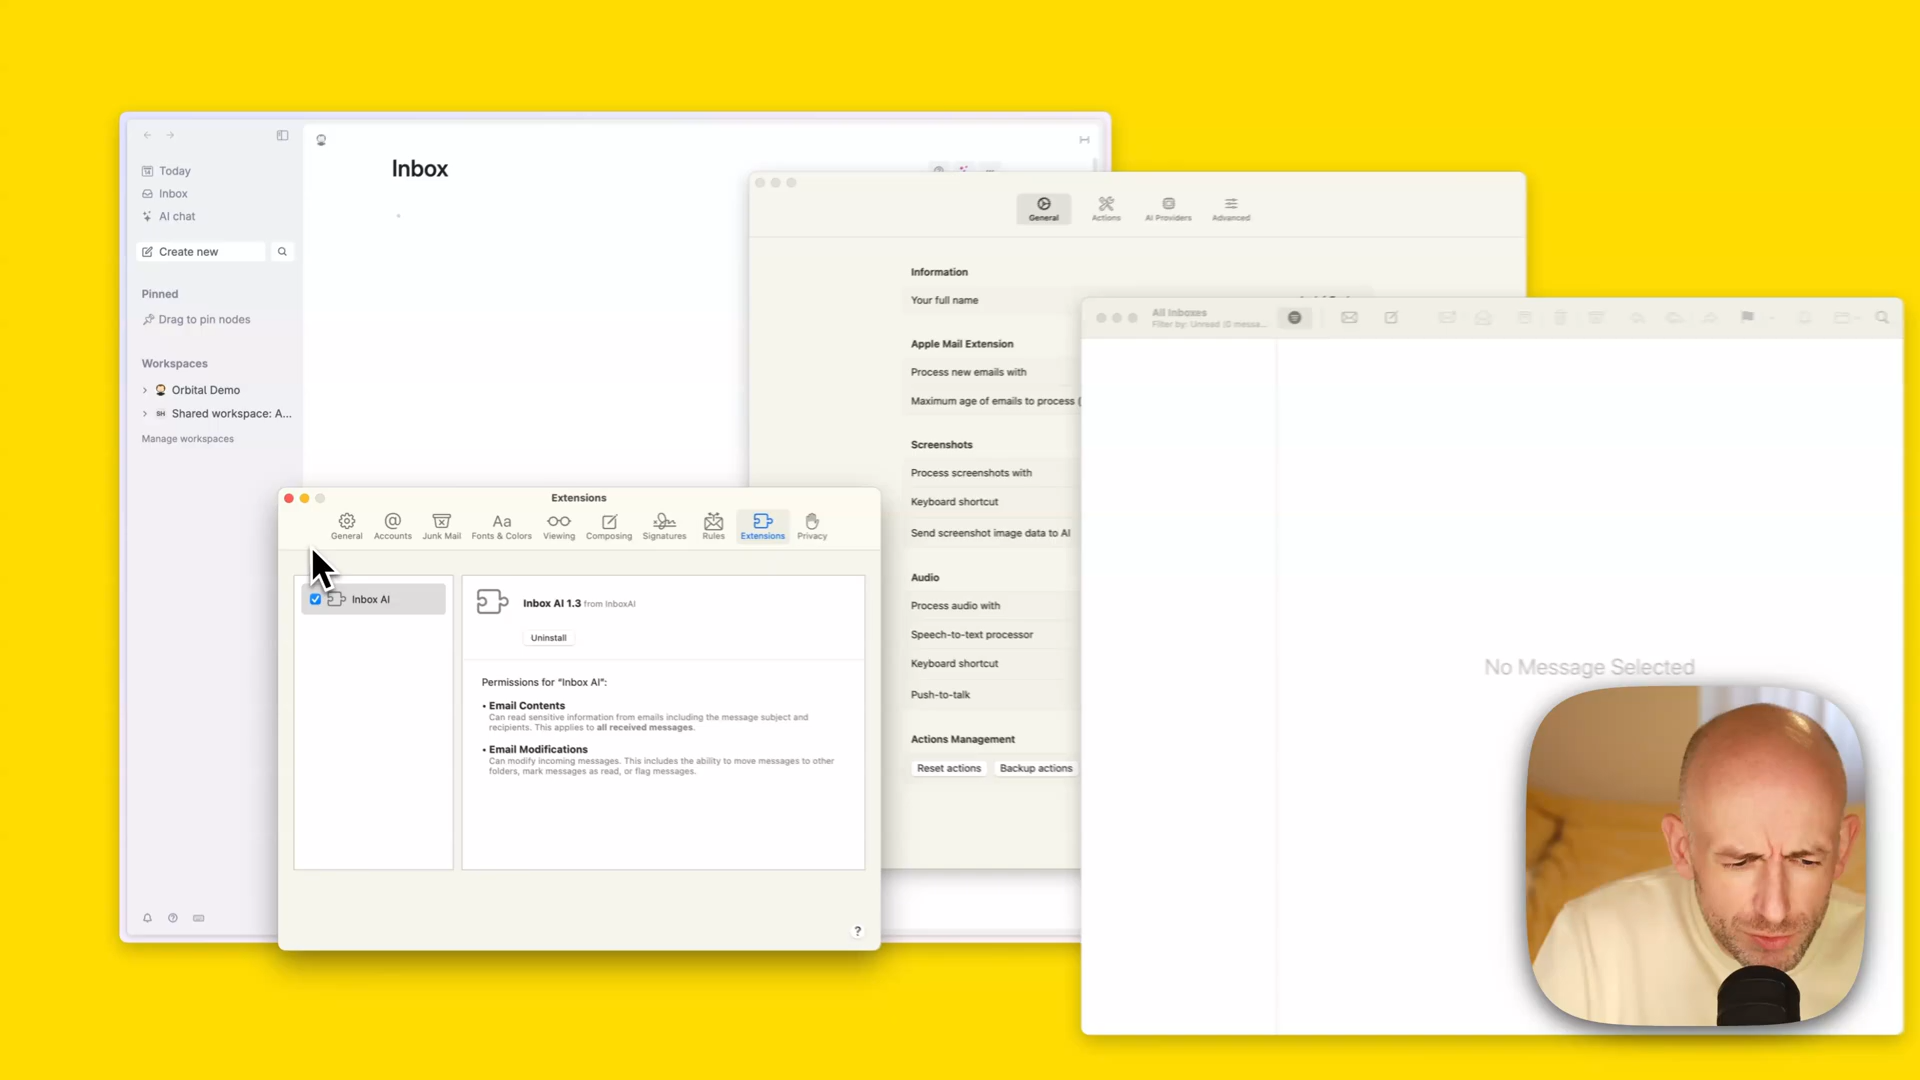 Today
Inbox
AI chat
Create new
Pinned
Drag to pin nodes
Workspaces
Orbital Demo
SH Shared workspace: A...
Manage workspaces
Inbox
General
Actions
AI Providers
Advanced
Information
Your full name
Apple Mail Extension
Process new emails with
Maximum age of emails to process (
Screenshots
Process screenshots with
Keyboard shortcut
Send screenshot image data to AI
Audio
Process audio with
Speech-to-text processor
Keyboard shortcut
Push-to-talk
Actions Management
Reset actions
Backup actions
All Inboxes
Filter by: Unread (0 messa...
No Message Selected
Extensions
General
Accounts
Junk Mail
Aa
Fonts & Colors
Viewing
Composing
Signatures
Rules
Extensions
Privacy
Inbox AI
Inbox AI 1.3 from InboxAI
Uninstall
Permissions for “Inbox AI”:
• Email Contents
Can read sensitive information from emails including the message subject and
recipients. This applies to all received messages.
• Email Modifications
Can modify incoming messages. This includes the ability to move messages to other
folders, mark messages as read, or flag messages.
?